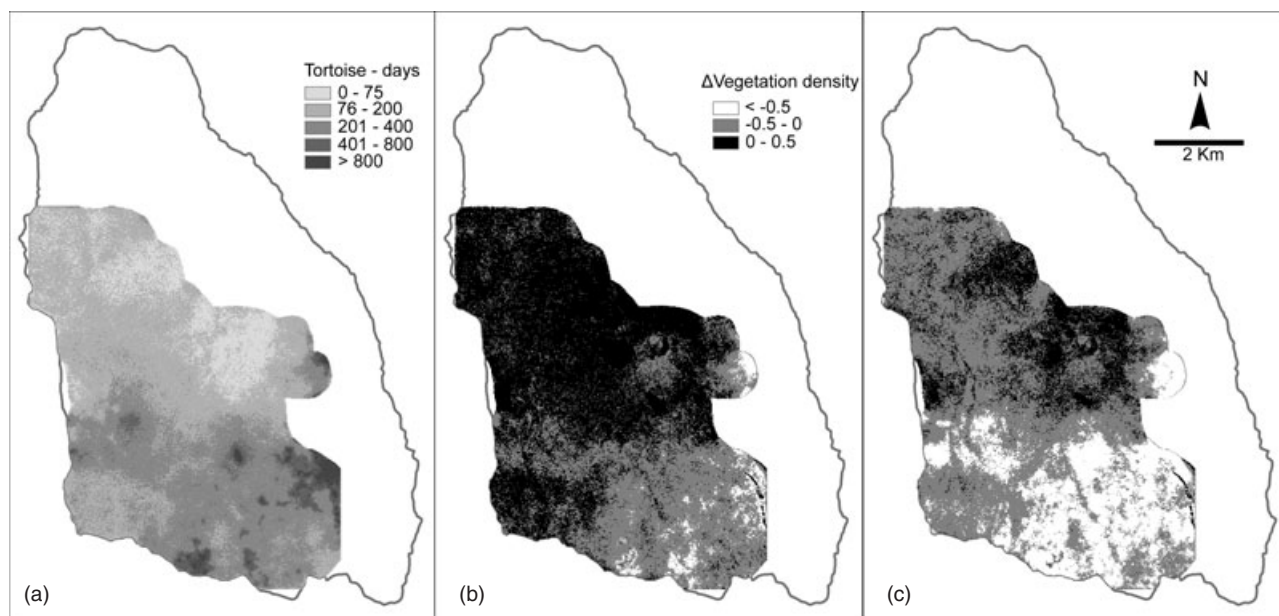 Tortoise - days
0 - 75
76 - 200
201 - 400
401 - 800
> 800
(a)
ΔVegetation density
< -0.5
-0.5 - 0
0 - 0.5
(b)
N
2 Km
(c)